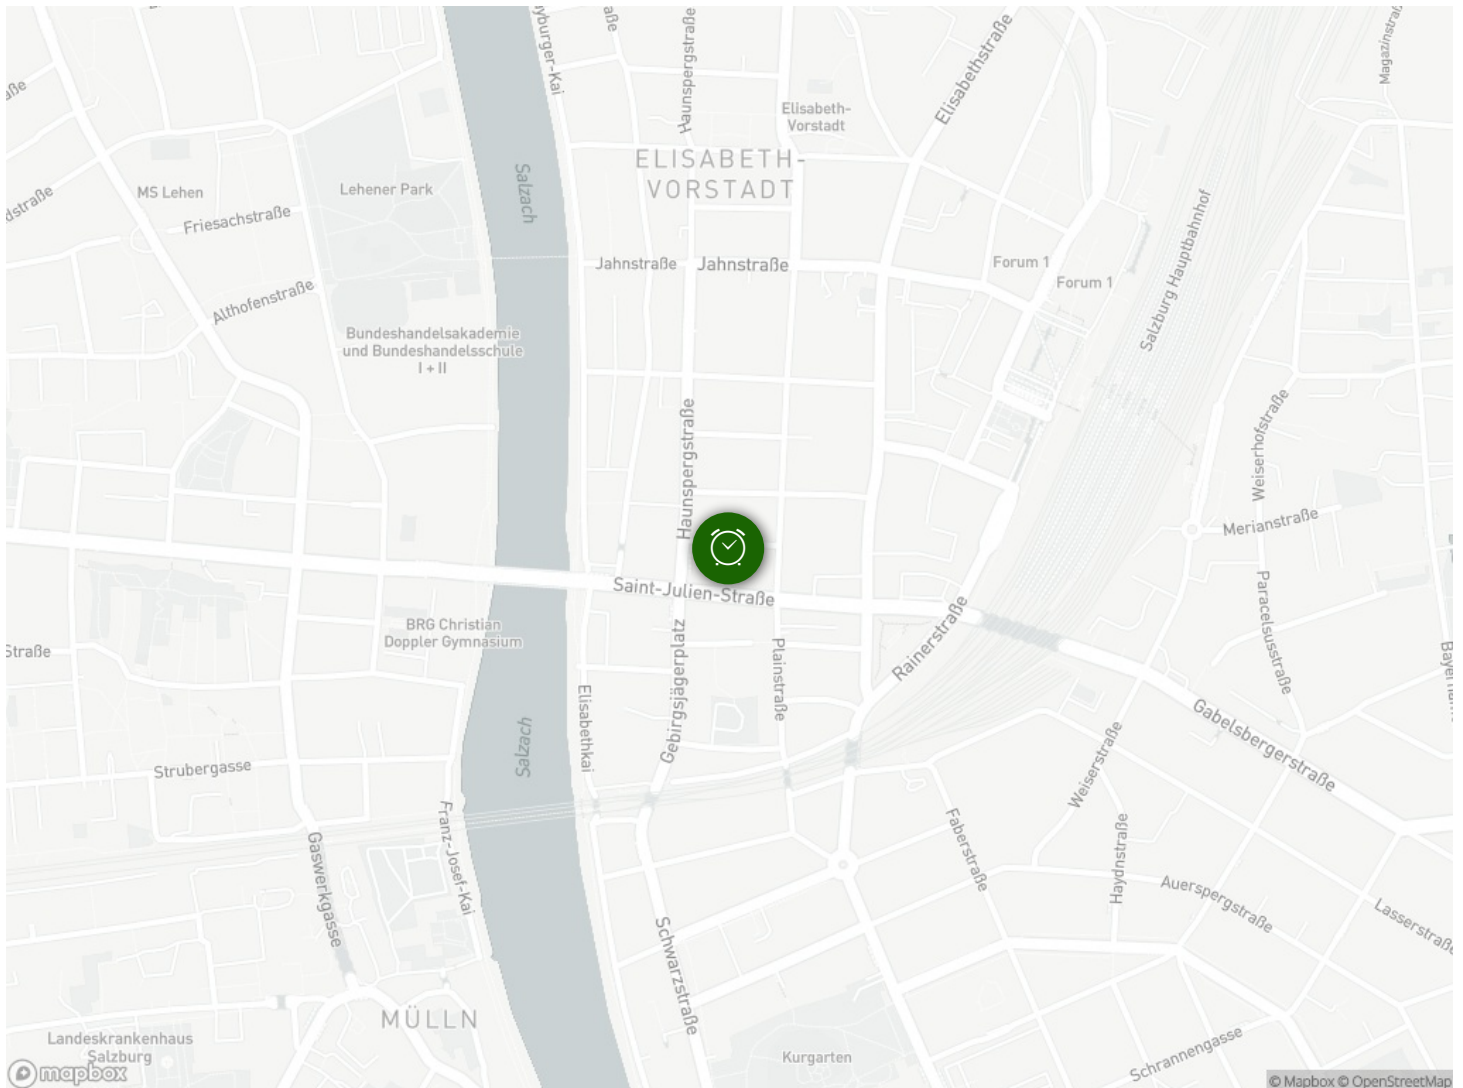 Haunspergstraße
Elisabethstraße
Elisabeth-
Vorstadt
ELISABETH-
VORSTADT
MS Lehen
Lehener Park
Salzach
Friesachstraße
Salzburg Hauptbahnhof
Jahnstraße
Jahnstraße
Forum 1
Forum 1
Althofenstraße
Bundeshandelsakademie
und Bundeshandelsschule
I + II
Haunspergstraße
Weiserhofstraße
Merianstraße
Saint-Julien-Straße
BRG Christian
Doppler Gymnasium
Straße
Rainerstraße
Paracelsusstraße
Gebirgsjägerplatz
Plainstraße
Elisabethkai
Salzach
Gabelsbergerstraße
Weiserstraße
Strubergasse
Franz-Josef-Kai
Gaswerkgasse
Faberstraße
Haydnstraße
Auerspergstraße
Lasserstraße
Schwarzstraße
MÜLLN
Landeskrankenhaus
Salzburg
Kurgarten
Schrannengasse
mapbox
© Mapbox © OpenStreetMap